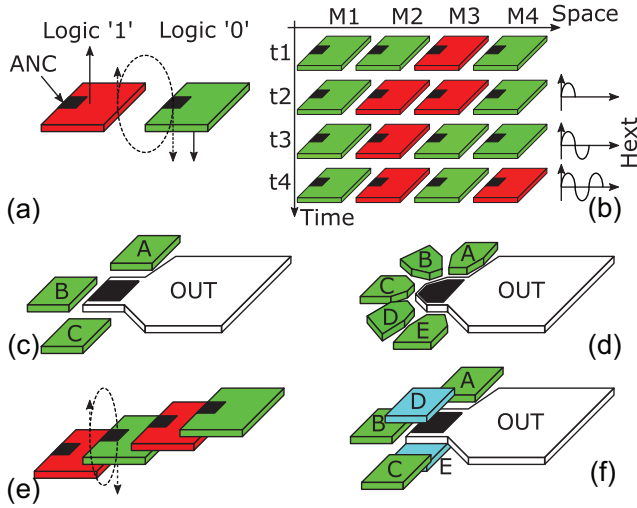 Logic '1' Logic '0'
ANC
(a)
M1 M2 M3 M4 Space
t1
t2
t3
t4
Time
Hext
(b)
A
B
C
OUT
(c)
A
B
C
D
E
OUT
(d)
(e)
A
D
B
C
E
OUT
(f)